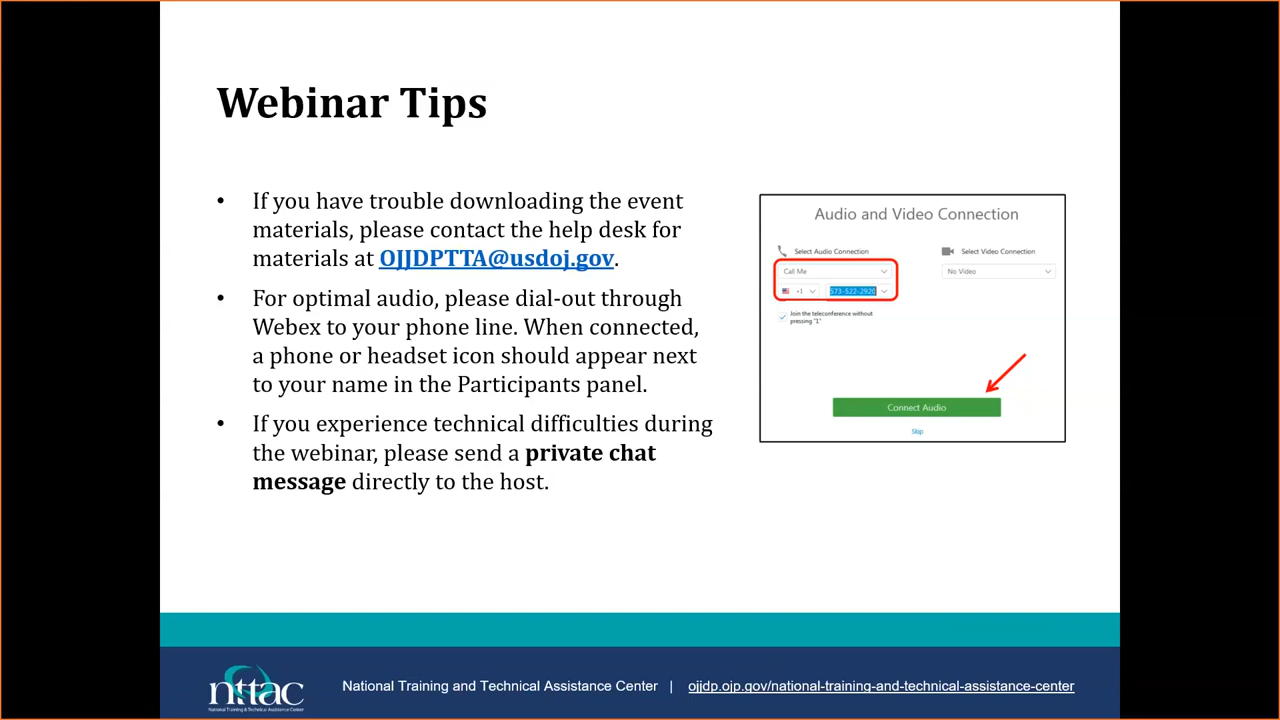 Webinar Tips
• If you have trouble downloading the event
materials, please contact the help desk for
materials at OJJDPTTA@usdoj.gov.
• For optimal audio, please dial-out through
Webex to your phone line. When connected,
a phone or headset icon should appear next
to your name in the Participants panel.
• If you experience technical difficulties during
the webinar, please send a private chat
message directly to the host.
Audio and Video Connection
Select Audio Connection
Call Me
+1 573-522-2920
Join the teleconference without
pressing "1"
Select Video Connection
No Video
Connect Audio
Skip
nttac
National Training & Technical Assistance Center
National Training and Technical Assistance Center | ojjdp.ojp.gov/national-training-and-technical-assistance-center